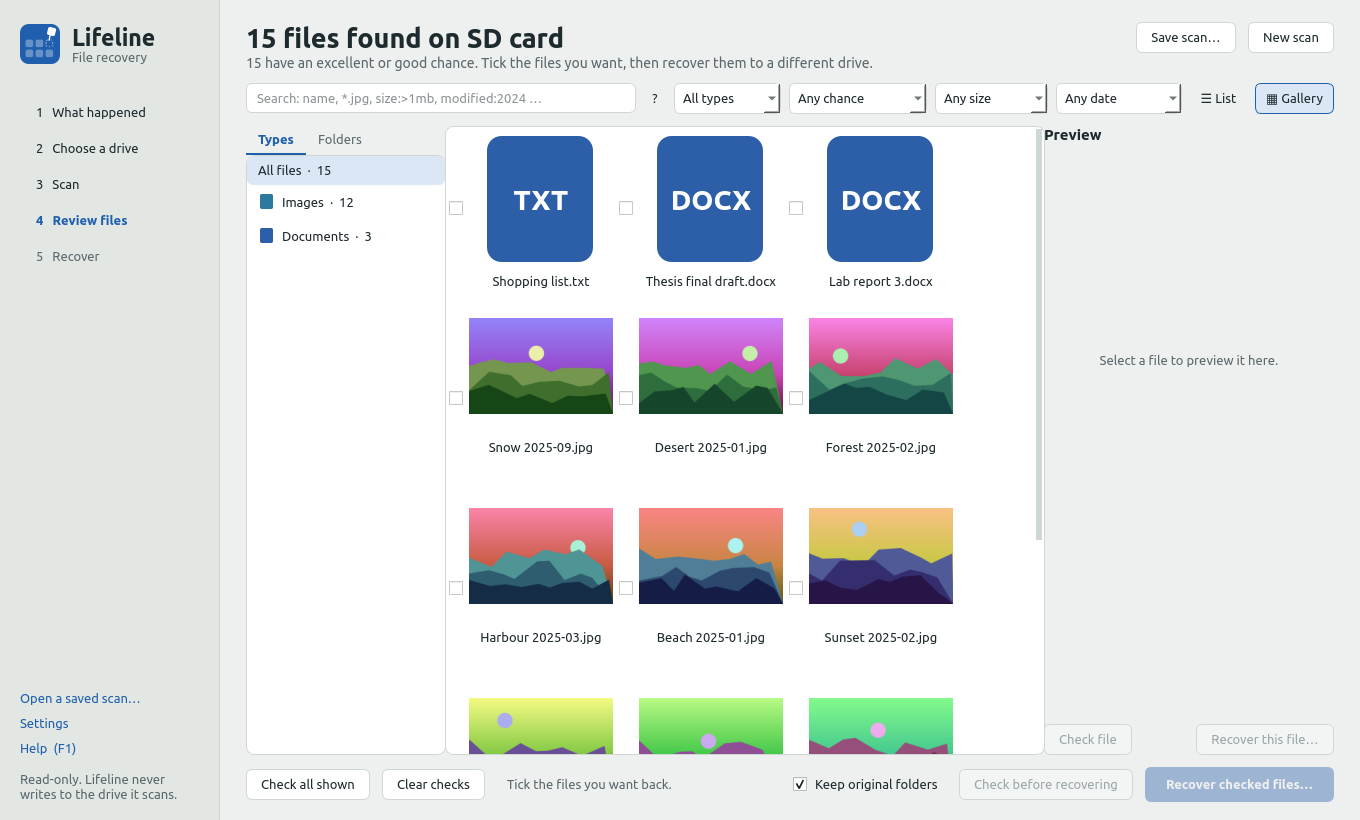 Lifeline
File recovery
1 What happened
2 Choose a drive
3 Scan
4 Review files
5 Recover
Open a saved scan…
Settings
Help (F1)
Read-only. Lifeline never
writes to the drive it scans.
15 files found on SD card
15 have an excellent or good chance. Tick the files you want, then recover them to a different drive.
Save scan…
New scan
Search: name, *.jpg, size:>1mb, modified:2024 …
?
All types
Any chance
Any size
Any date
☰ List
▦ Gallery
Types
Folders
All files · 15
Images · 12
Documents · 3
TXT
DOCX
DOCX
Shopping list.txt
Thesis final draft.docx
Lab report 3.docx
Snow 2025-09.jpg
Desert 2025-01.jpg
Forest 2025-02.jpg
Harbour 2025-03.jpg
Beach 2025-01.jpg
Sunset 2025-02.jpg
Preview
Select a file to preview it here.
Check file
Recover this file…
Check all shown
Clear checks
Tick the files you want back.
Keep original folders
Check before recovering
Recover checked files…